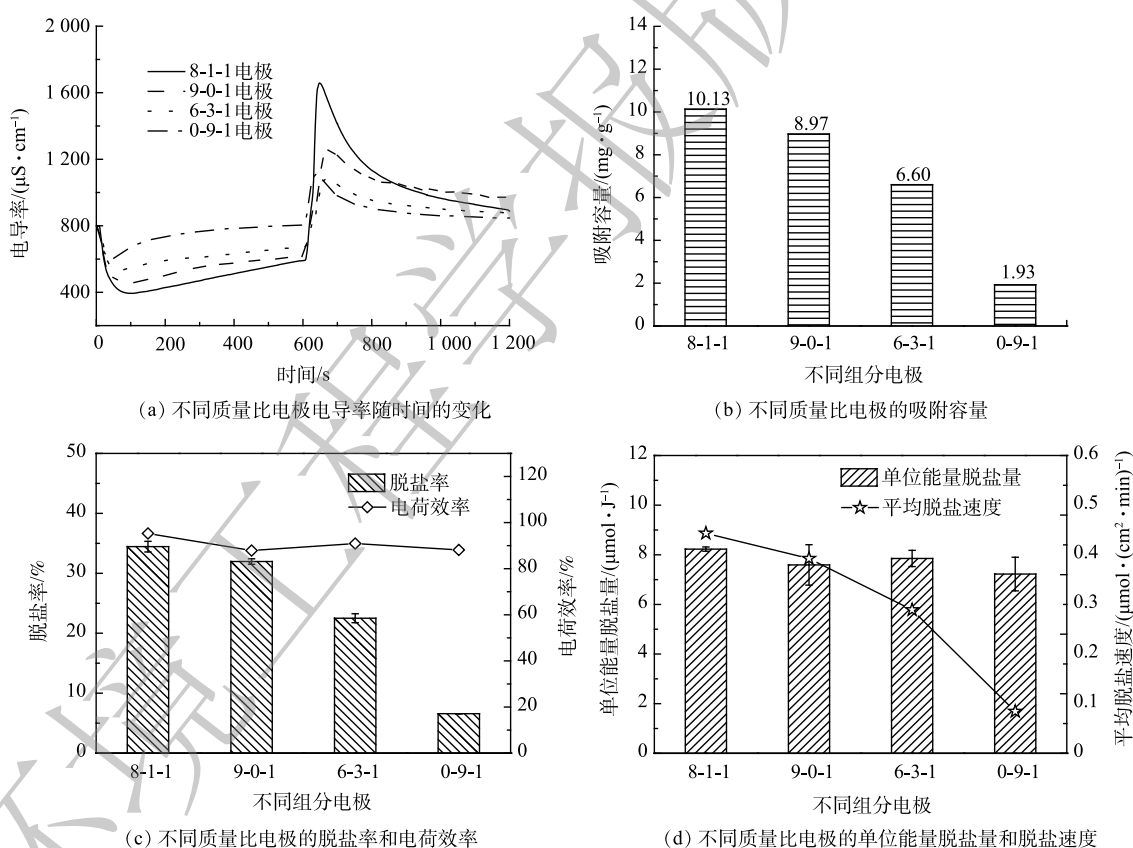 2 000
1 600
1 200
800
400
0 200 400 600 800 1 000 1 200
电导率/(μS·cm⁻¹)
时间/s
8-1-1电极
9-0-1电极
6-3-1电极
0-9-1电极
(a) 不同质量比电极电导率随时间的变化
14
12
10
8
6
4
2
0
吸附容量/(mg·g⁻¹)
10.13
8.97
6.60
1.93
8-1-1 9-0-1 6-3-1 0-9-1
不同组分电极
(b) 不同质量比电极的吸附容量
50
40
30
20
10
0
脱盐率/%
脱盐率
电荷效率
120
100
80
60
40
20
0
电荷效率/%
8-1-1 9-0-1 6-3-1 0-9-1
不同组分电极
(c) 不同质量比电极的脱盐率和电荷效率
12
10
8
6
4
2
0
单位能量脱盐量/(μmol·J⁻¹)
单位能量脱盐量
平均脱盐速度
0.6
0.5
0.4
0.3
0.2
0.1
0
平均脱盐速度/(μmol·(cm²·min)⁻¹)
8-1-1 9-0-1 6-3-1 0-9-1
不同组分电极
(d) 不同质量比电极的单位能量脱盐量和脱盐速度
环境工程学报版